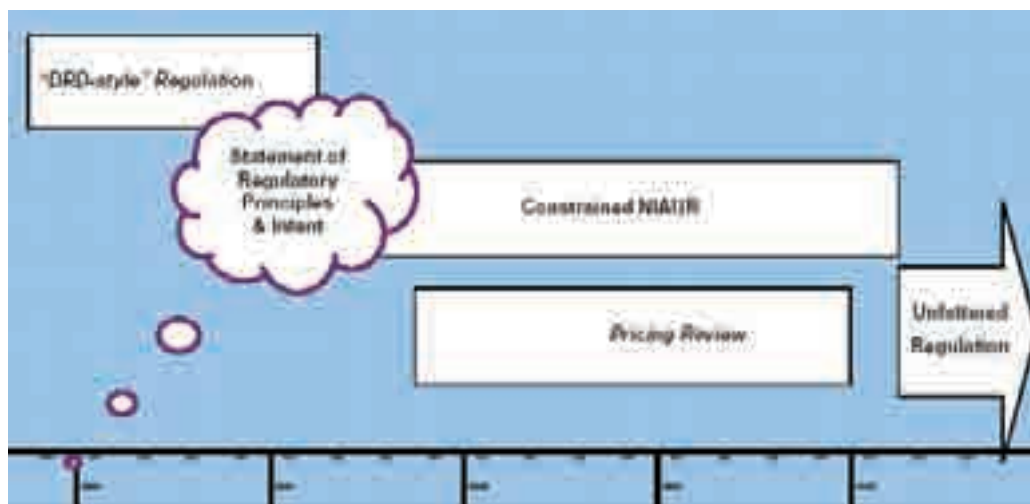 "DRD-style" Regulation
Statement of
Regulatory
Principles
& Intent
Constrained NIAUR
Pricing Review
Unfettered
Regulation